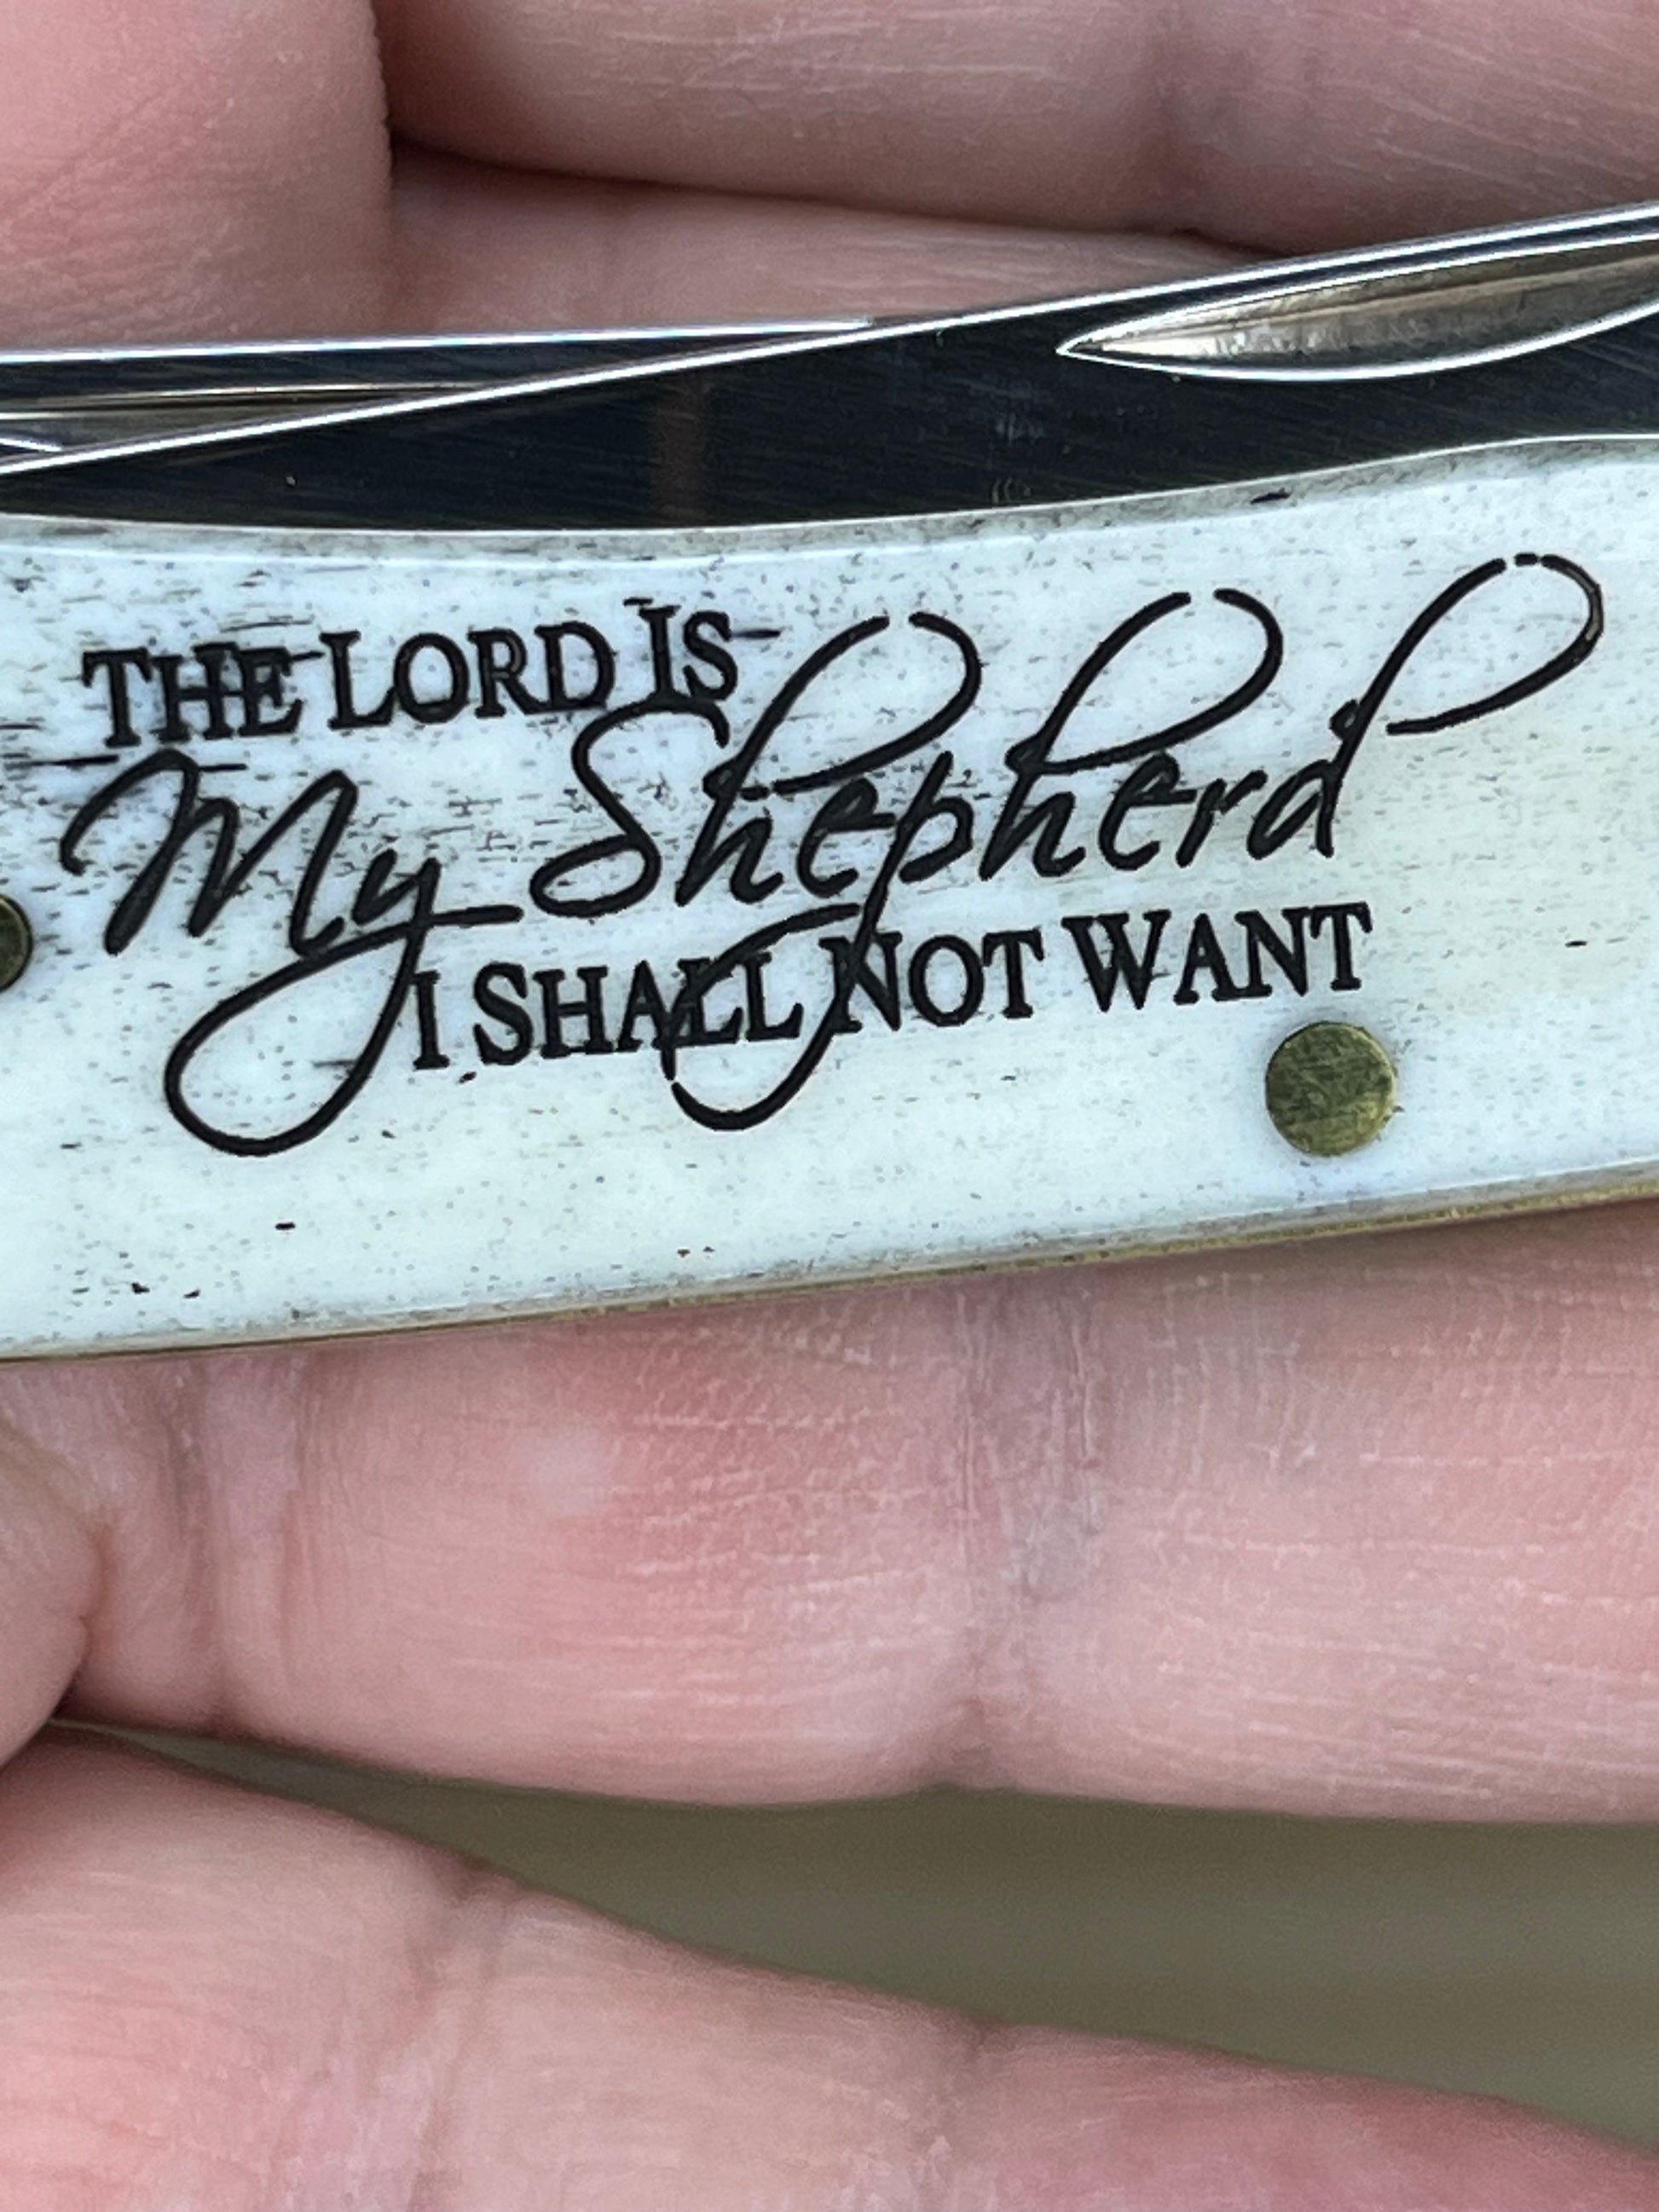 THE LORD IS
My Shepherd
I SHALL NOT WANT